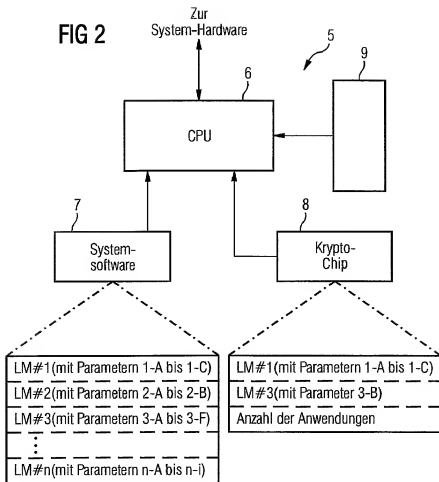 FIG 2
Zur
System-Hardware
5
6
9
CPU
7
8
System-
software
Krypto-
Chip
LM#1(mit Parametern 1-A bis 1-C)
LM#2(mit Parametern 2-A bis 2-B)
LM#3(mit Parametern 3-A bis 3-F)
LM#n(mit Parametern n-A bis n-i)
LM#1(mit Parametern 1-A bis 1-C)
LM#3(mit Parameter 3-B)
Anzahl der Anwendungen